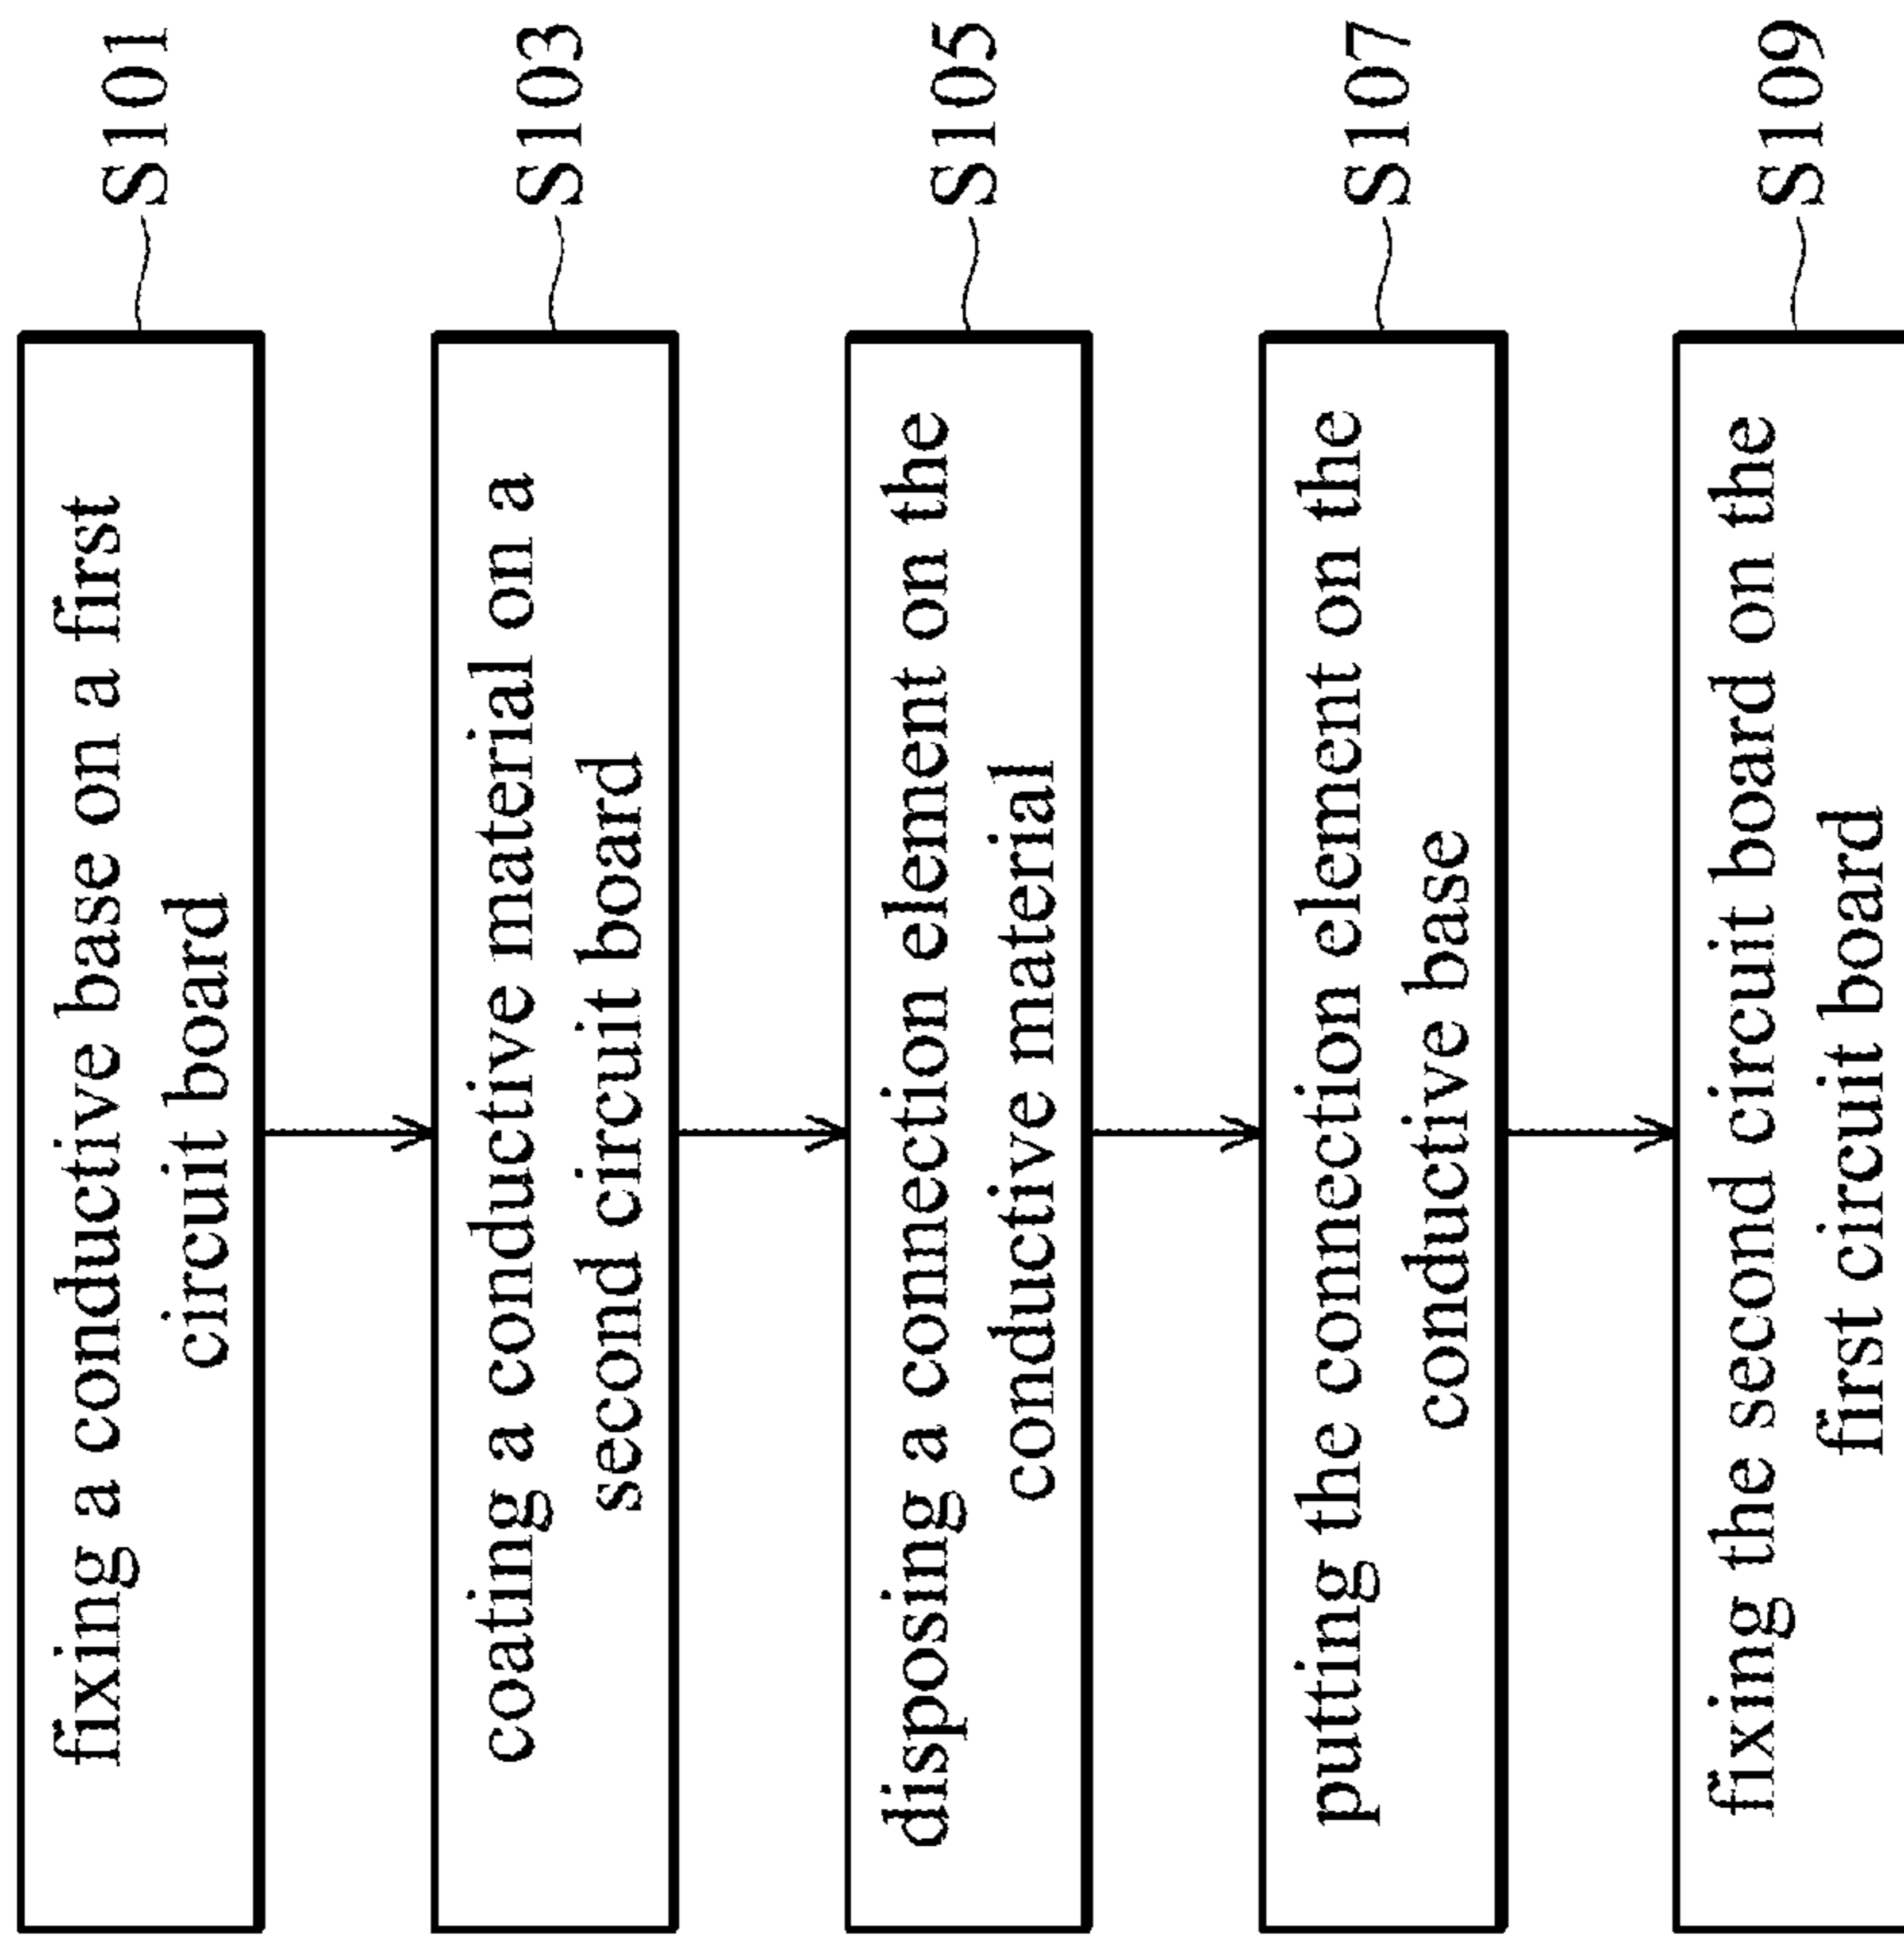 fixing a conductive base on a first
circuit board
S101
coating a conductive material on a
second circuit board
S103
disposing a connection element on the
conductive material
S105
putting the connection element on the
conductive base
S107
fixing the second circuit board on the
first circuit board
S109